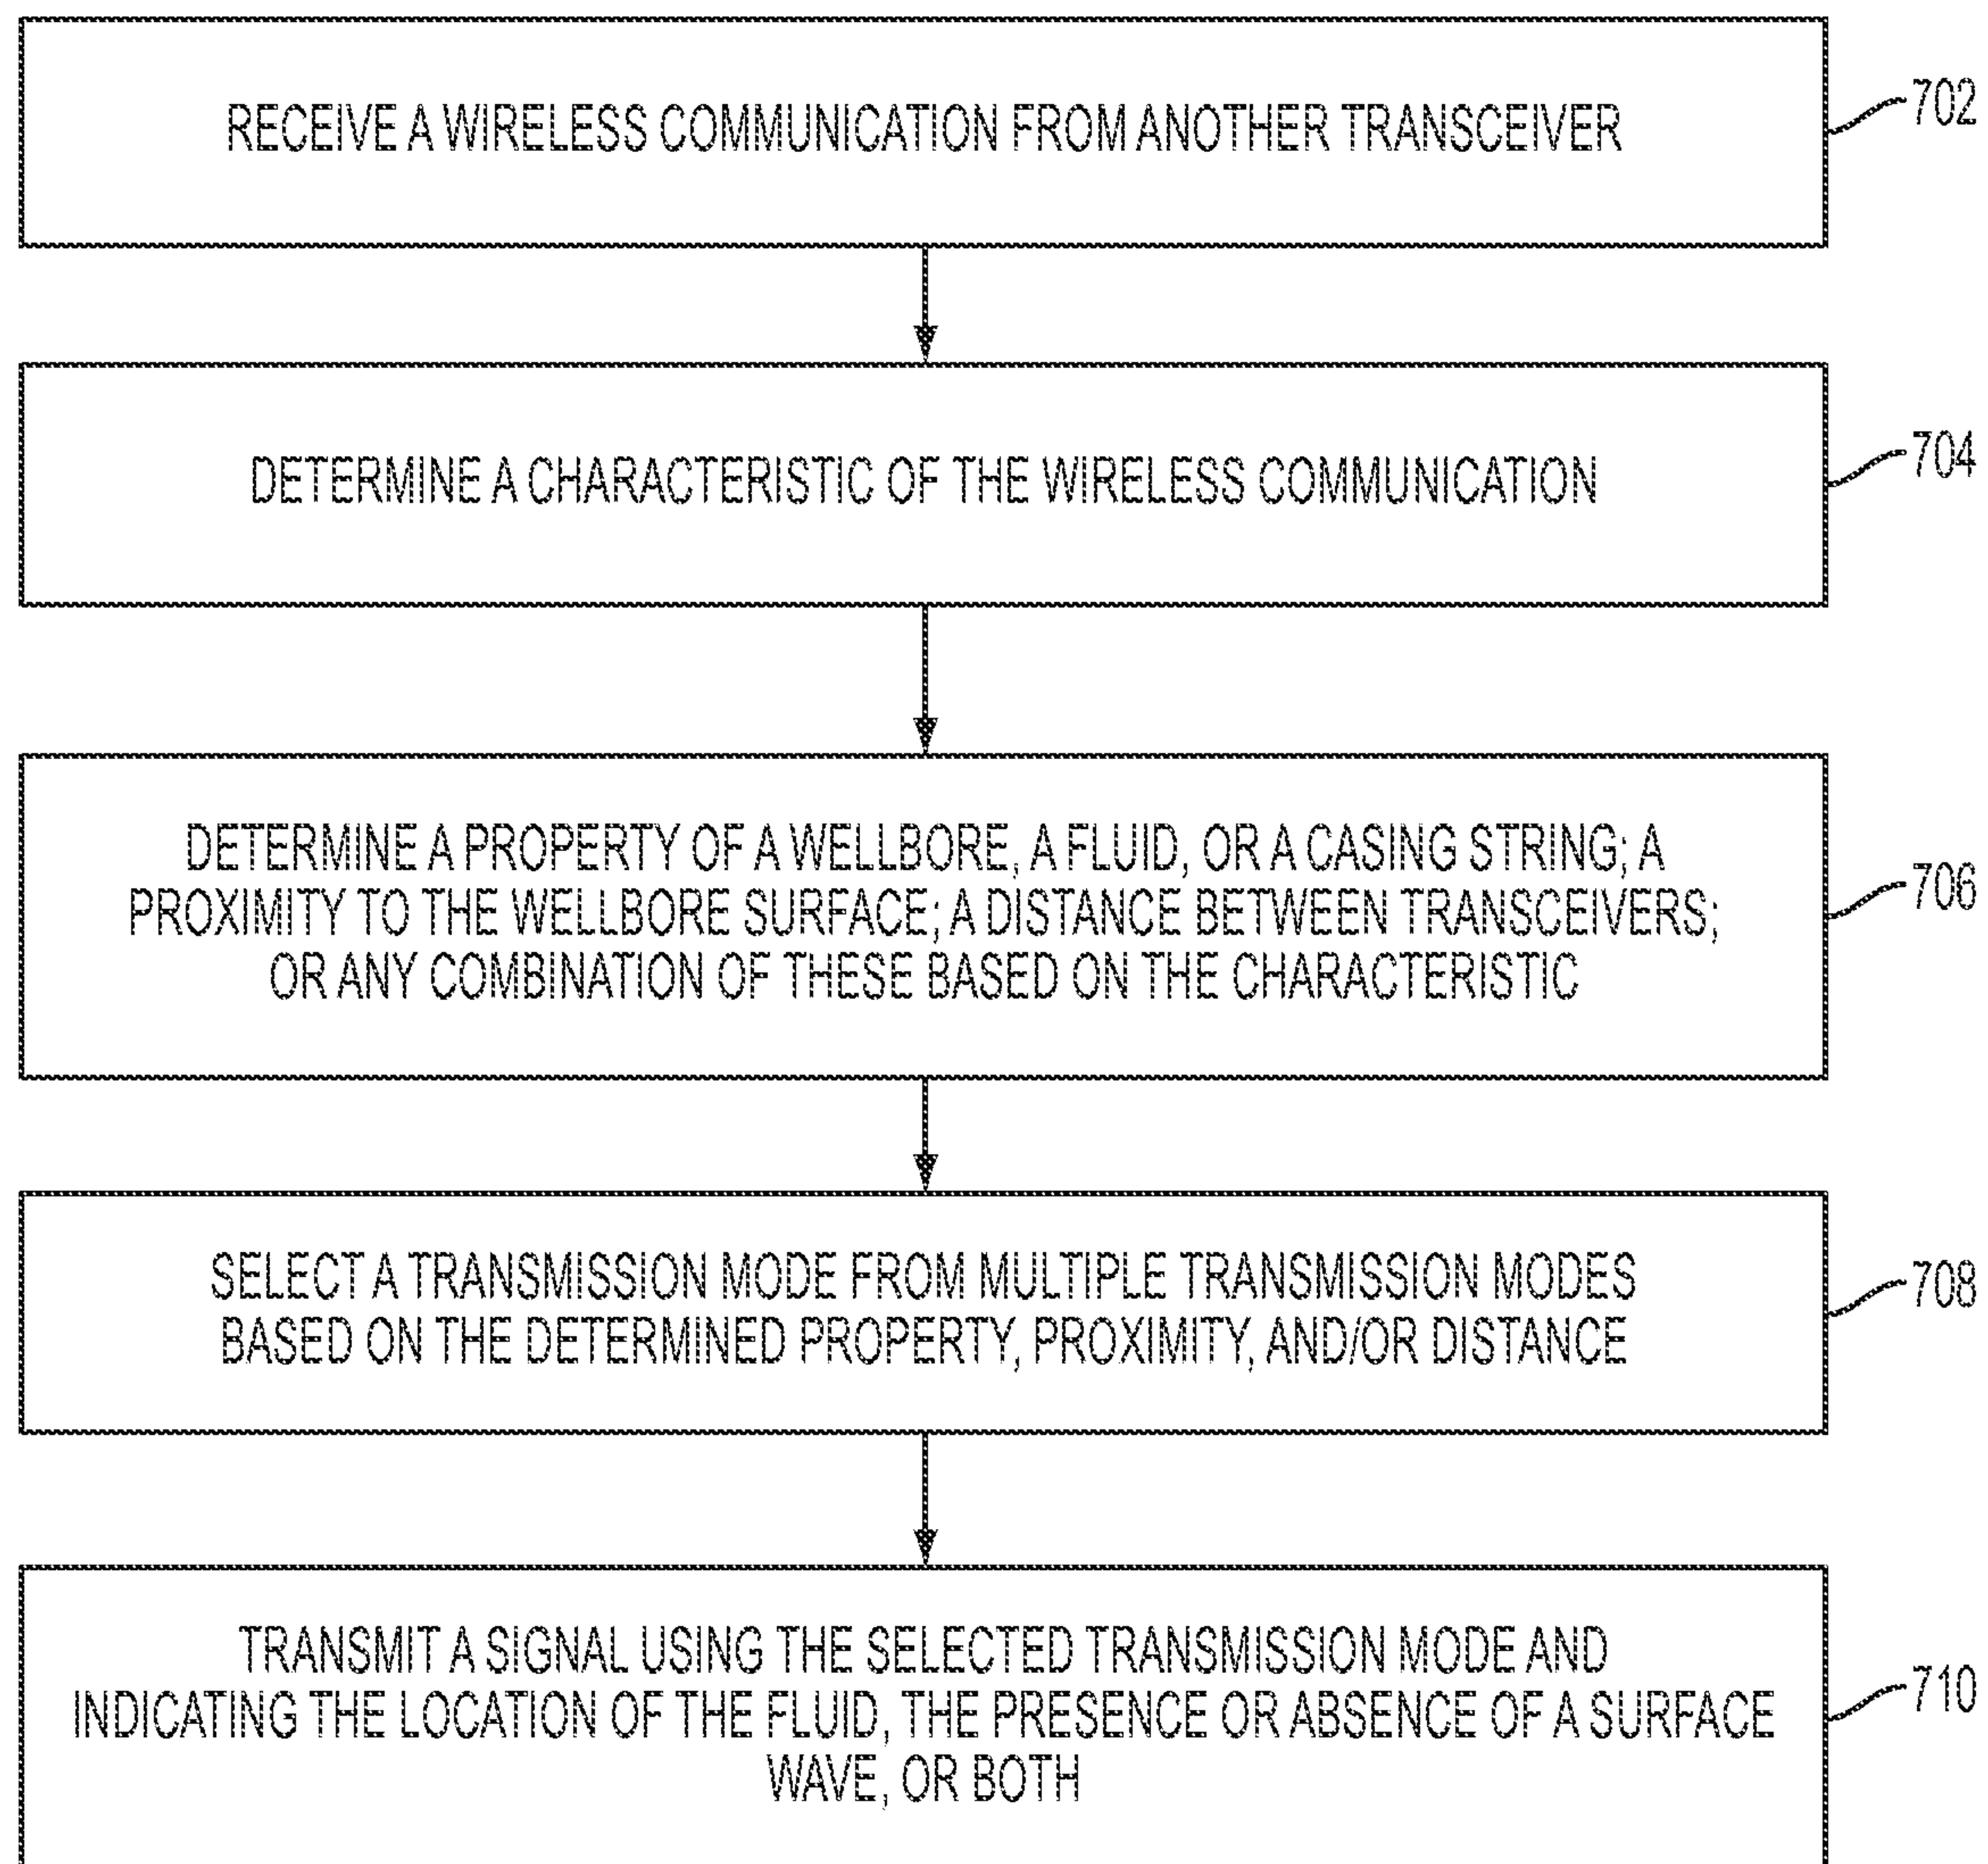 RECEIVE A WIRELESS COMMUNICATION FROM ANOTHER TRANSCEIVER
702
DETERMINE A CHARACTERISTIC OF THE WIRELESS COMMUNICATION
704
DETERMINE A PROPERTY OF A WELLBORE, A FLUID, OR A CASING STRING; A
PROXIMITY TO THE WELLBORE SURFACE; A DISTANCE BETWEEN TRANSCEIVERS;
OR ANY COMBINATION OF THESE BASED ON THE CHARACTERISTIC
706
SELECT A TRANSMISSION MODE FROM MULTIPLE TRANSMISSION MODES
BASED ON THE DETERMINED PROPERTY, PROXIMITY, AND/OR DISTANCE
708
TRANSMIT A SIGNAL USING THE SELECTED TRANSMISSION MODE AND
INDICATING THE LOCATION OF THE FLUID, THE PRESENCE OR ABSENCE OF A SURFACE
WAVE, OR BOTH
710